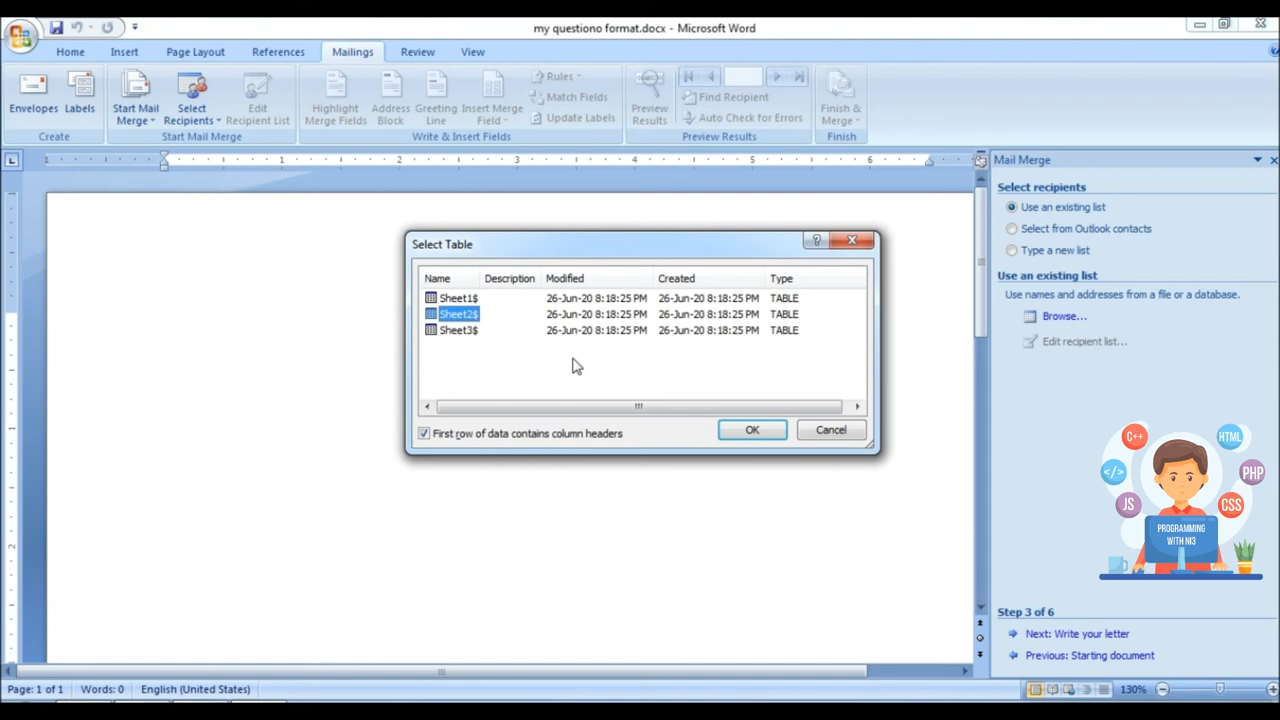 my questiono format.docx - Microsoft Word
Home Insert Page Layout References Mailings Review View
Envelopes Labels Start Mail Merge Select Recipients Edit Recipient List Highlight Merge Fields Address Block Greeting Line Insert Merge Field Rules Match Fields Update Labels Preview Results Find Recipient Auto Check for Errors Finish & Merge
Create Start Mail Merge Write & Insert Fields Preview Results Finish
1 1 2 3 4 5 6
Mail Merge
Select recipients
Use an existing list
Select from Outlook contacts
Type a new list
Use an existing list
Use names and addresses from a file or a database.
Browse...
Edit recipient list...
Select Table
Name Description Modified Created Type
Sheet1$ 26-Jun-20 8:18:25 PM 26-Jun-20 8:18:25 PM TABLE
Sheet2$ 26-Jun-20 8:18:25 PM 26-Jun-20 8:18:25 PM TABLE
Sheet3$ 26-Jun-20 8:18:25 PM 26-Jun-20 8:18:25 PM TABLE
First row of data contains column headers
OK Cancel
C++ HTML
</> PHP
JS CSS
PROGRAMMING
WITH NI3
Step 3 of 6
Next: Write your letter
Previous: Starting document
Page: 1 of 1 Words: 0 English (United States) 130%